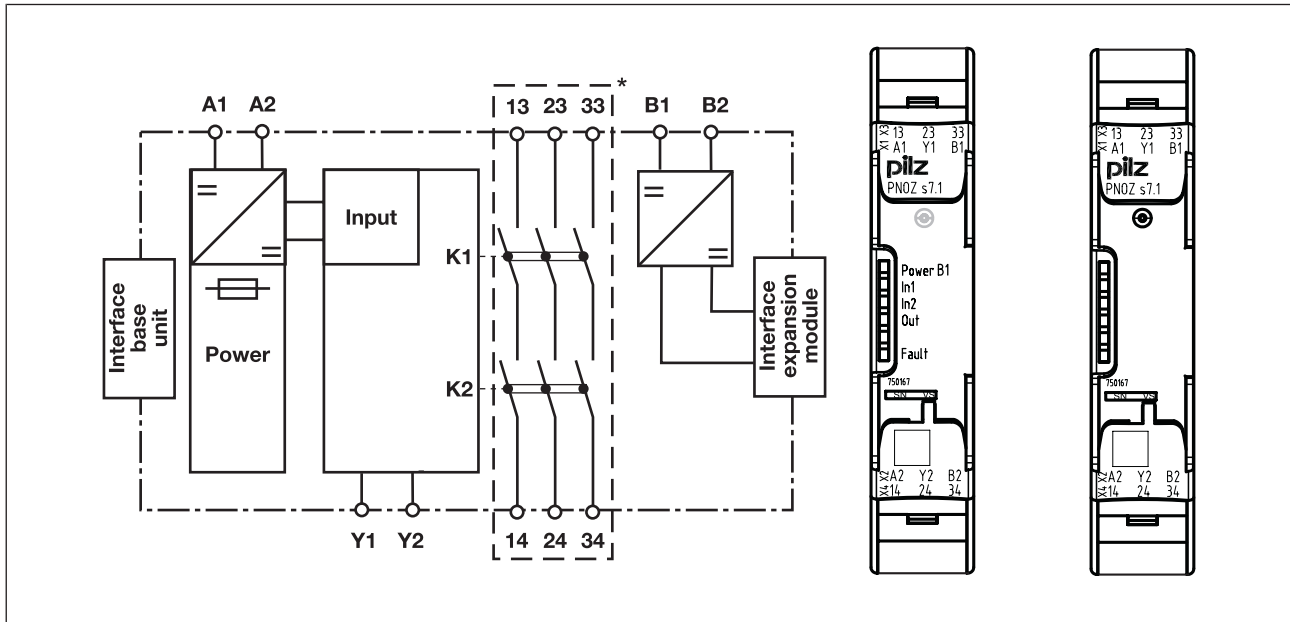 *
A1 A2 13 23 33 B1 B2
Input
K1
Interface
base
unit
Power
K2
Interface
expansion
module
Y1 Y2 14 24 34
X3 13 23 33
X1 A1 Y1 B1
pilz
PNOZ s7.1
Power B1
In1
In2
Out
Fault
750167
SN VS
X2 A2 Y2 B2
X4 14 24 34
X3 13 23 33
X1 A1 Y1 B1
pilz
PNOZ s7.1
750167
SN VS
X2 A2 Y2 B2
X4 14 24 34